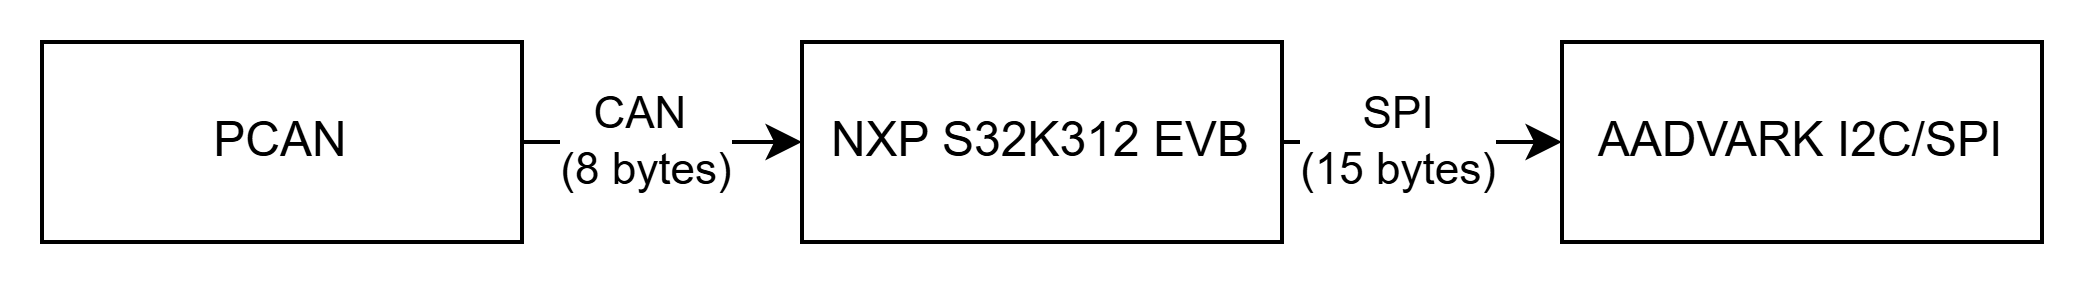 PCAN
CAN
(8 bytes)
NXP S32K312 EVB
SPI
(15 bytes)
AADVARK I2C/SPI